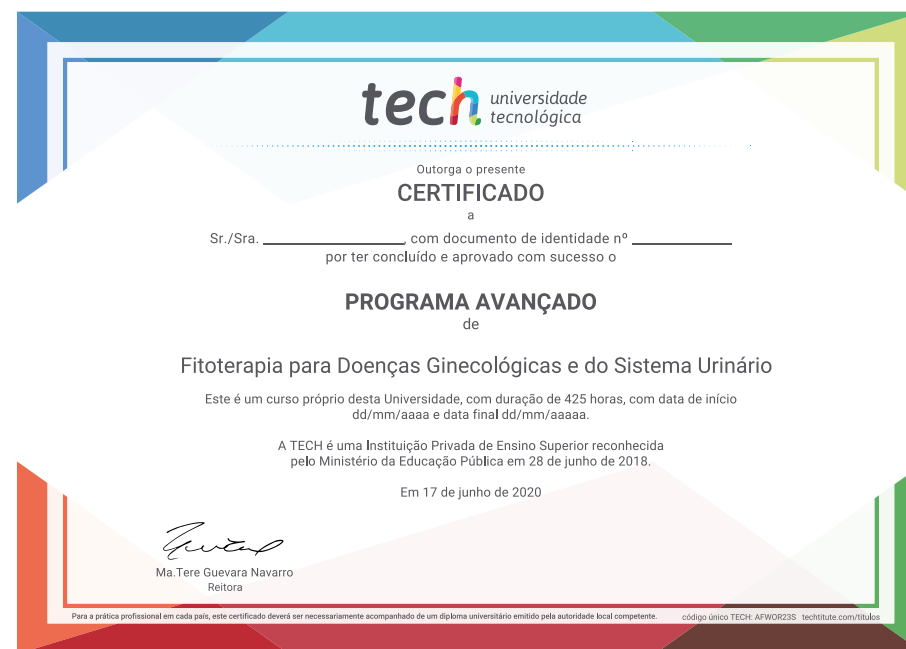 tech universidade
tecnológica
Outorga o presente
CERTIFICADO
a
Sr./Sra. ____________, com documento de identidade nº ____________
por ter concluído e aprovado com sucesso o
PROGRAMA AVANÇADO
de
Fitoterapia para Doenças Ginecológicas e do Sistema Urinário
Este é um curso próprio desta Universidade, com duração de 425 horas, com data de início
dd/mm/aaaa e data final dd/mm/aaaaa.
A TECH é uma Instituição Privada de Ensino Superior reconhecida
pelo Ministério da Educação Pública em 28 de junho de 2018.
Em 17 de junho de 2020
Ma.Tere Guevara Navarro
Reitora
Para a prática profissional em cada país, este certificado deverá ser necessariamente acompanhado de um diploma universitário emitido pela autoridade local competente. código único TECH: AFWOR23S techtitute.com/titulos